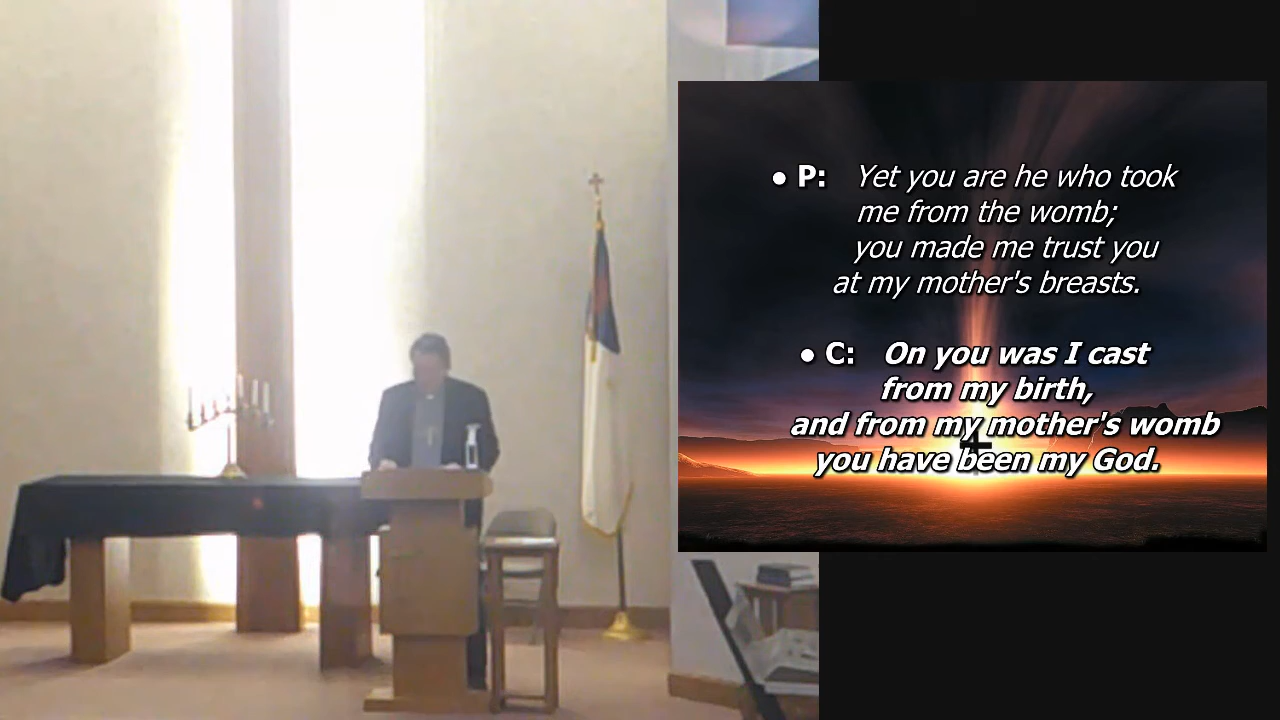 ● P: Yet you are he who took
me from the womb;
you made me trust you
at my mother's breasts.
● C: On you was I cast
from my birth,
and from my mother's womb
you have been my God.